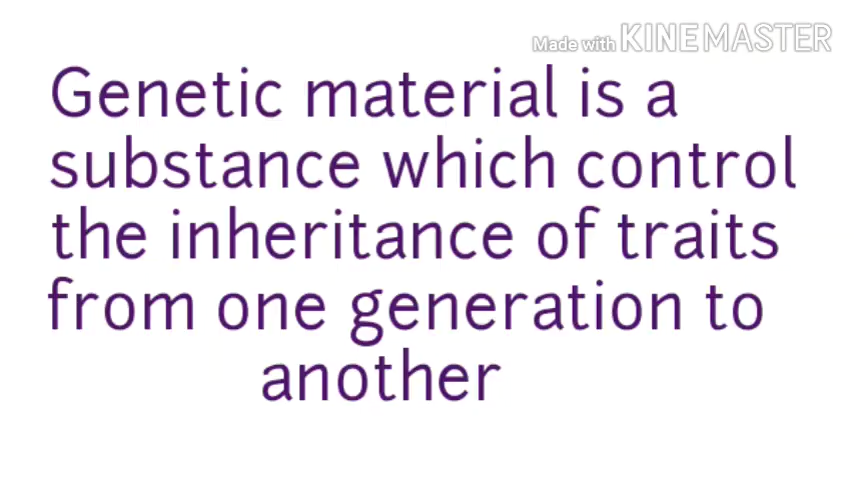 Made with KINEMASTER
Genetic material is a
substance which control
the inheritance of traits
from one generation to
another